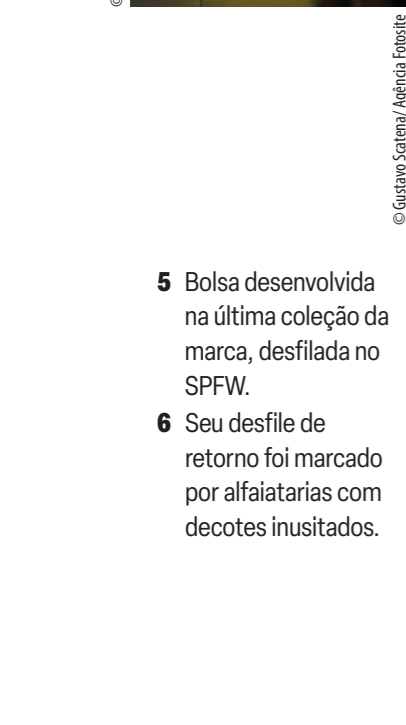 ©
© Gustavo Scatena/ Agência Fotosite
5 Bolsa desenvolvida
na última coleção da
marca, desfilada no
SPFW.
6 Seu desfile de
retorno foi marcado
por alfaiatarias com
decotes inusitados.